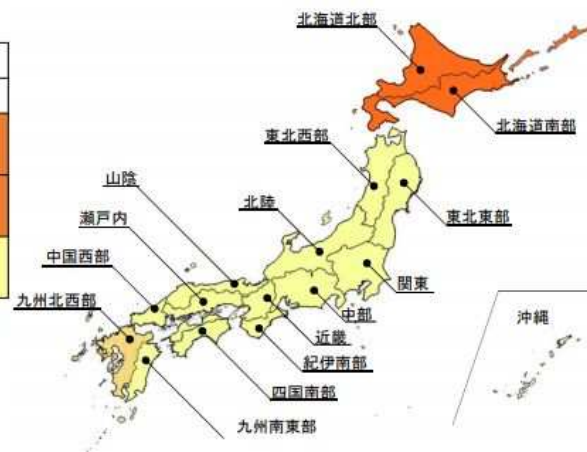 北海道北部
北海道南部
東北西部
山陰
北陸
東北東部
瀬戸内
中国西部
関東
九州北西部
中部
沖縄
近畿
紀伊南部
四国南部
九州南東部